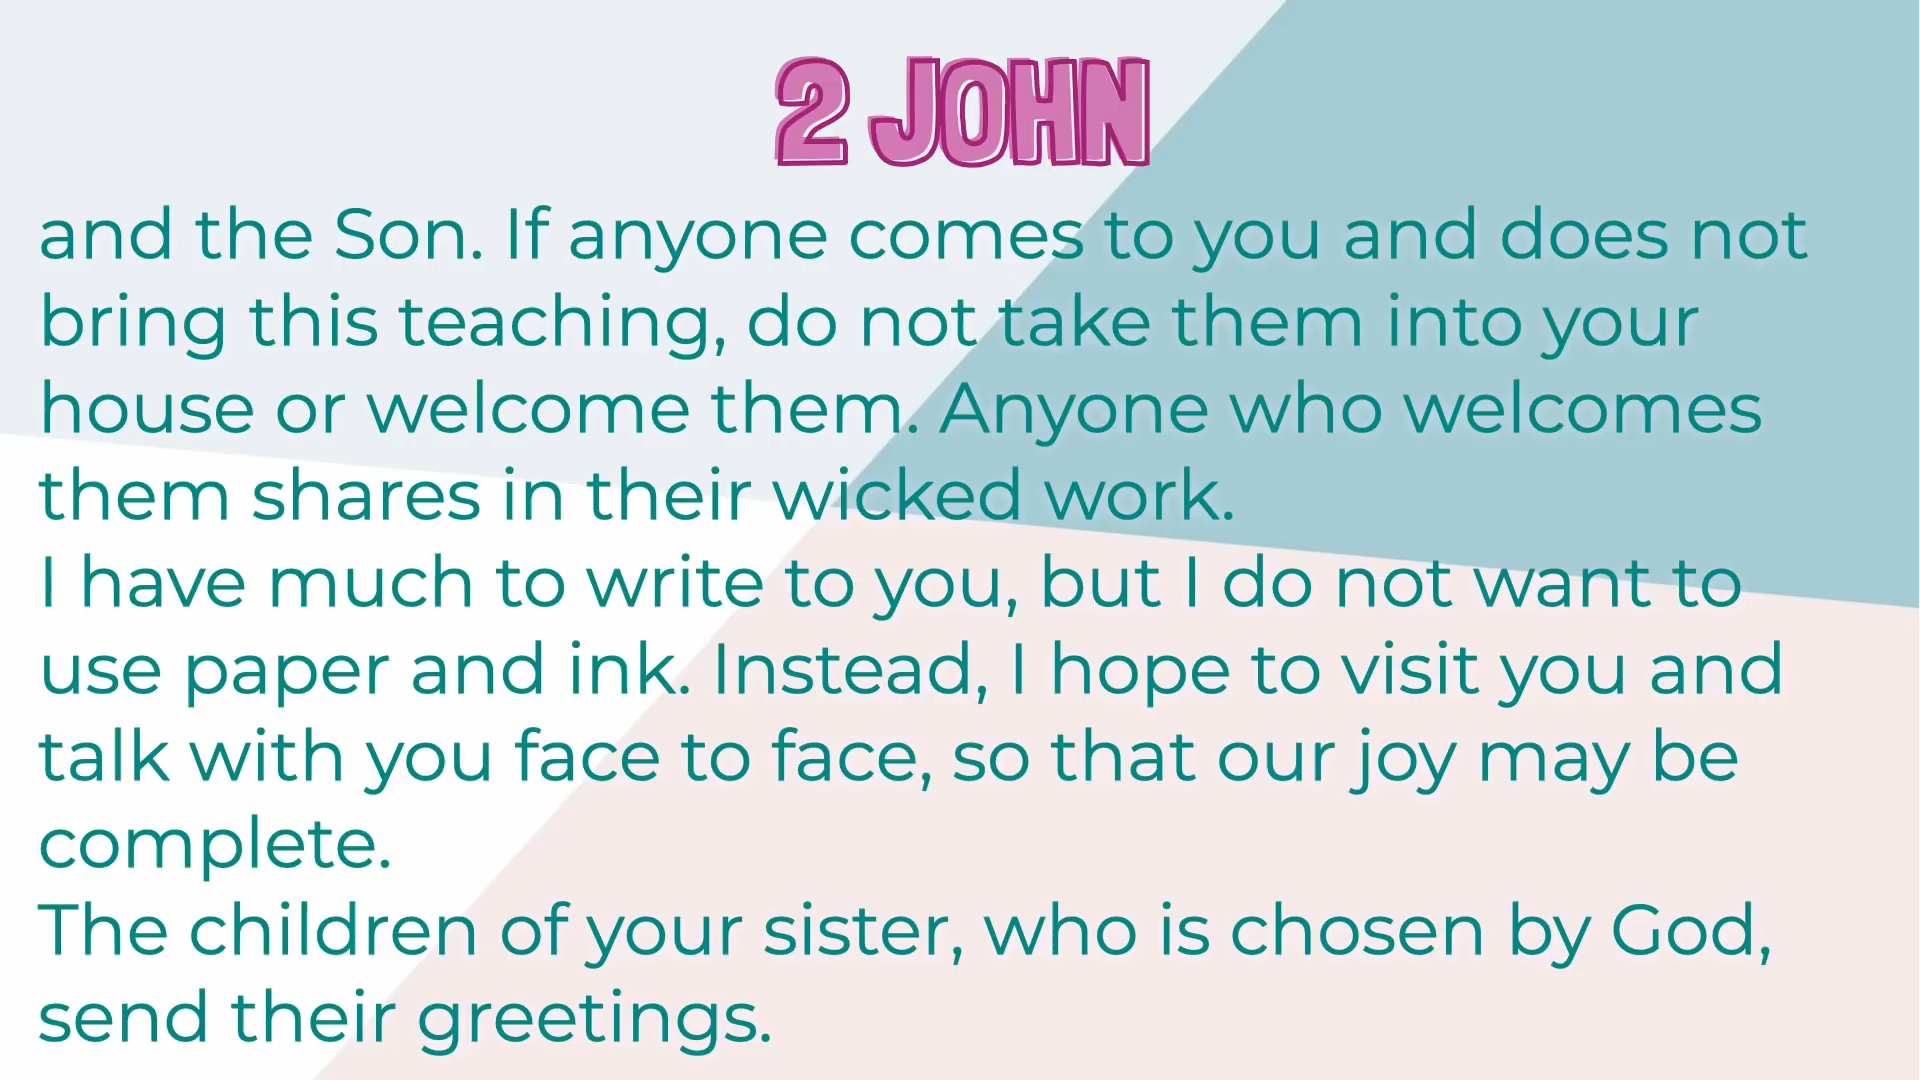 2 JOHN
and the Son. If anyone comes to you and does not
bring this teaching, do not take them into your
house or welcome them. Anyone who welcomes
them shares in their wicked work.
I have much to write to you, but I do not want to
use paper and ink. Instead, I hope to visit you and
talk with you face to face, so that our joy may be
complete.
The children of your sister, who is chosen by God,
send their greetings.